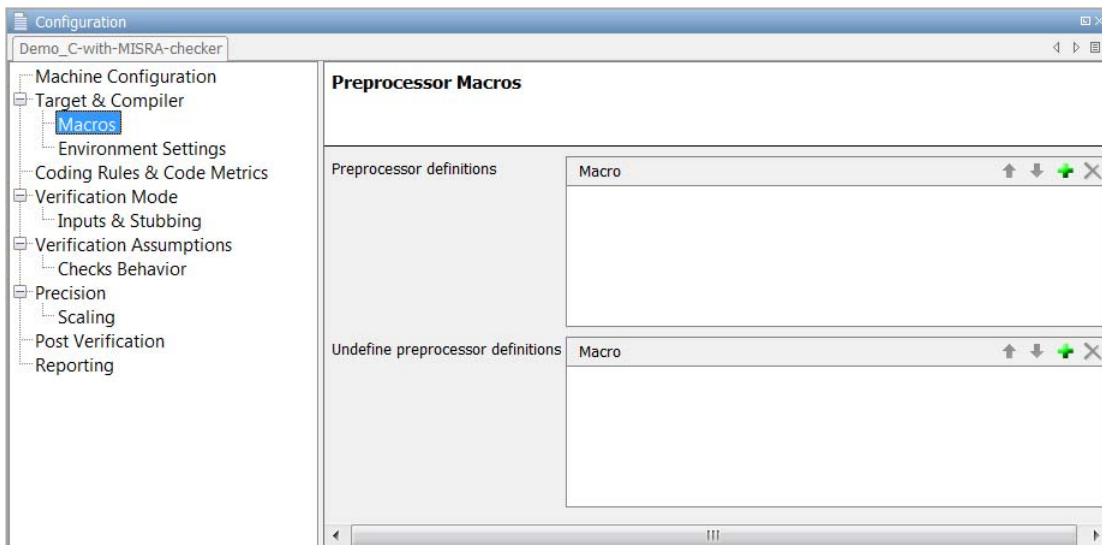 Configuration
Demo_C-with-MISRA-checker
Machine Configuration
Target & Compiler
Macros
Environment Settings
Coding Rules & Code Metrics
Verification Mode
Inputs & Stubbing
Verification Assumptions
Checks Behavior
Precision
Scaling
Post Verification
Reporting
Preprocessor Macros
Preprocessor definitions
Macro
Undefine preprocessor definitions
Macro